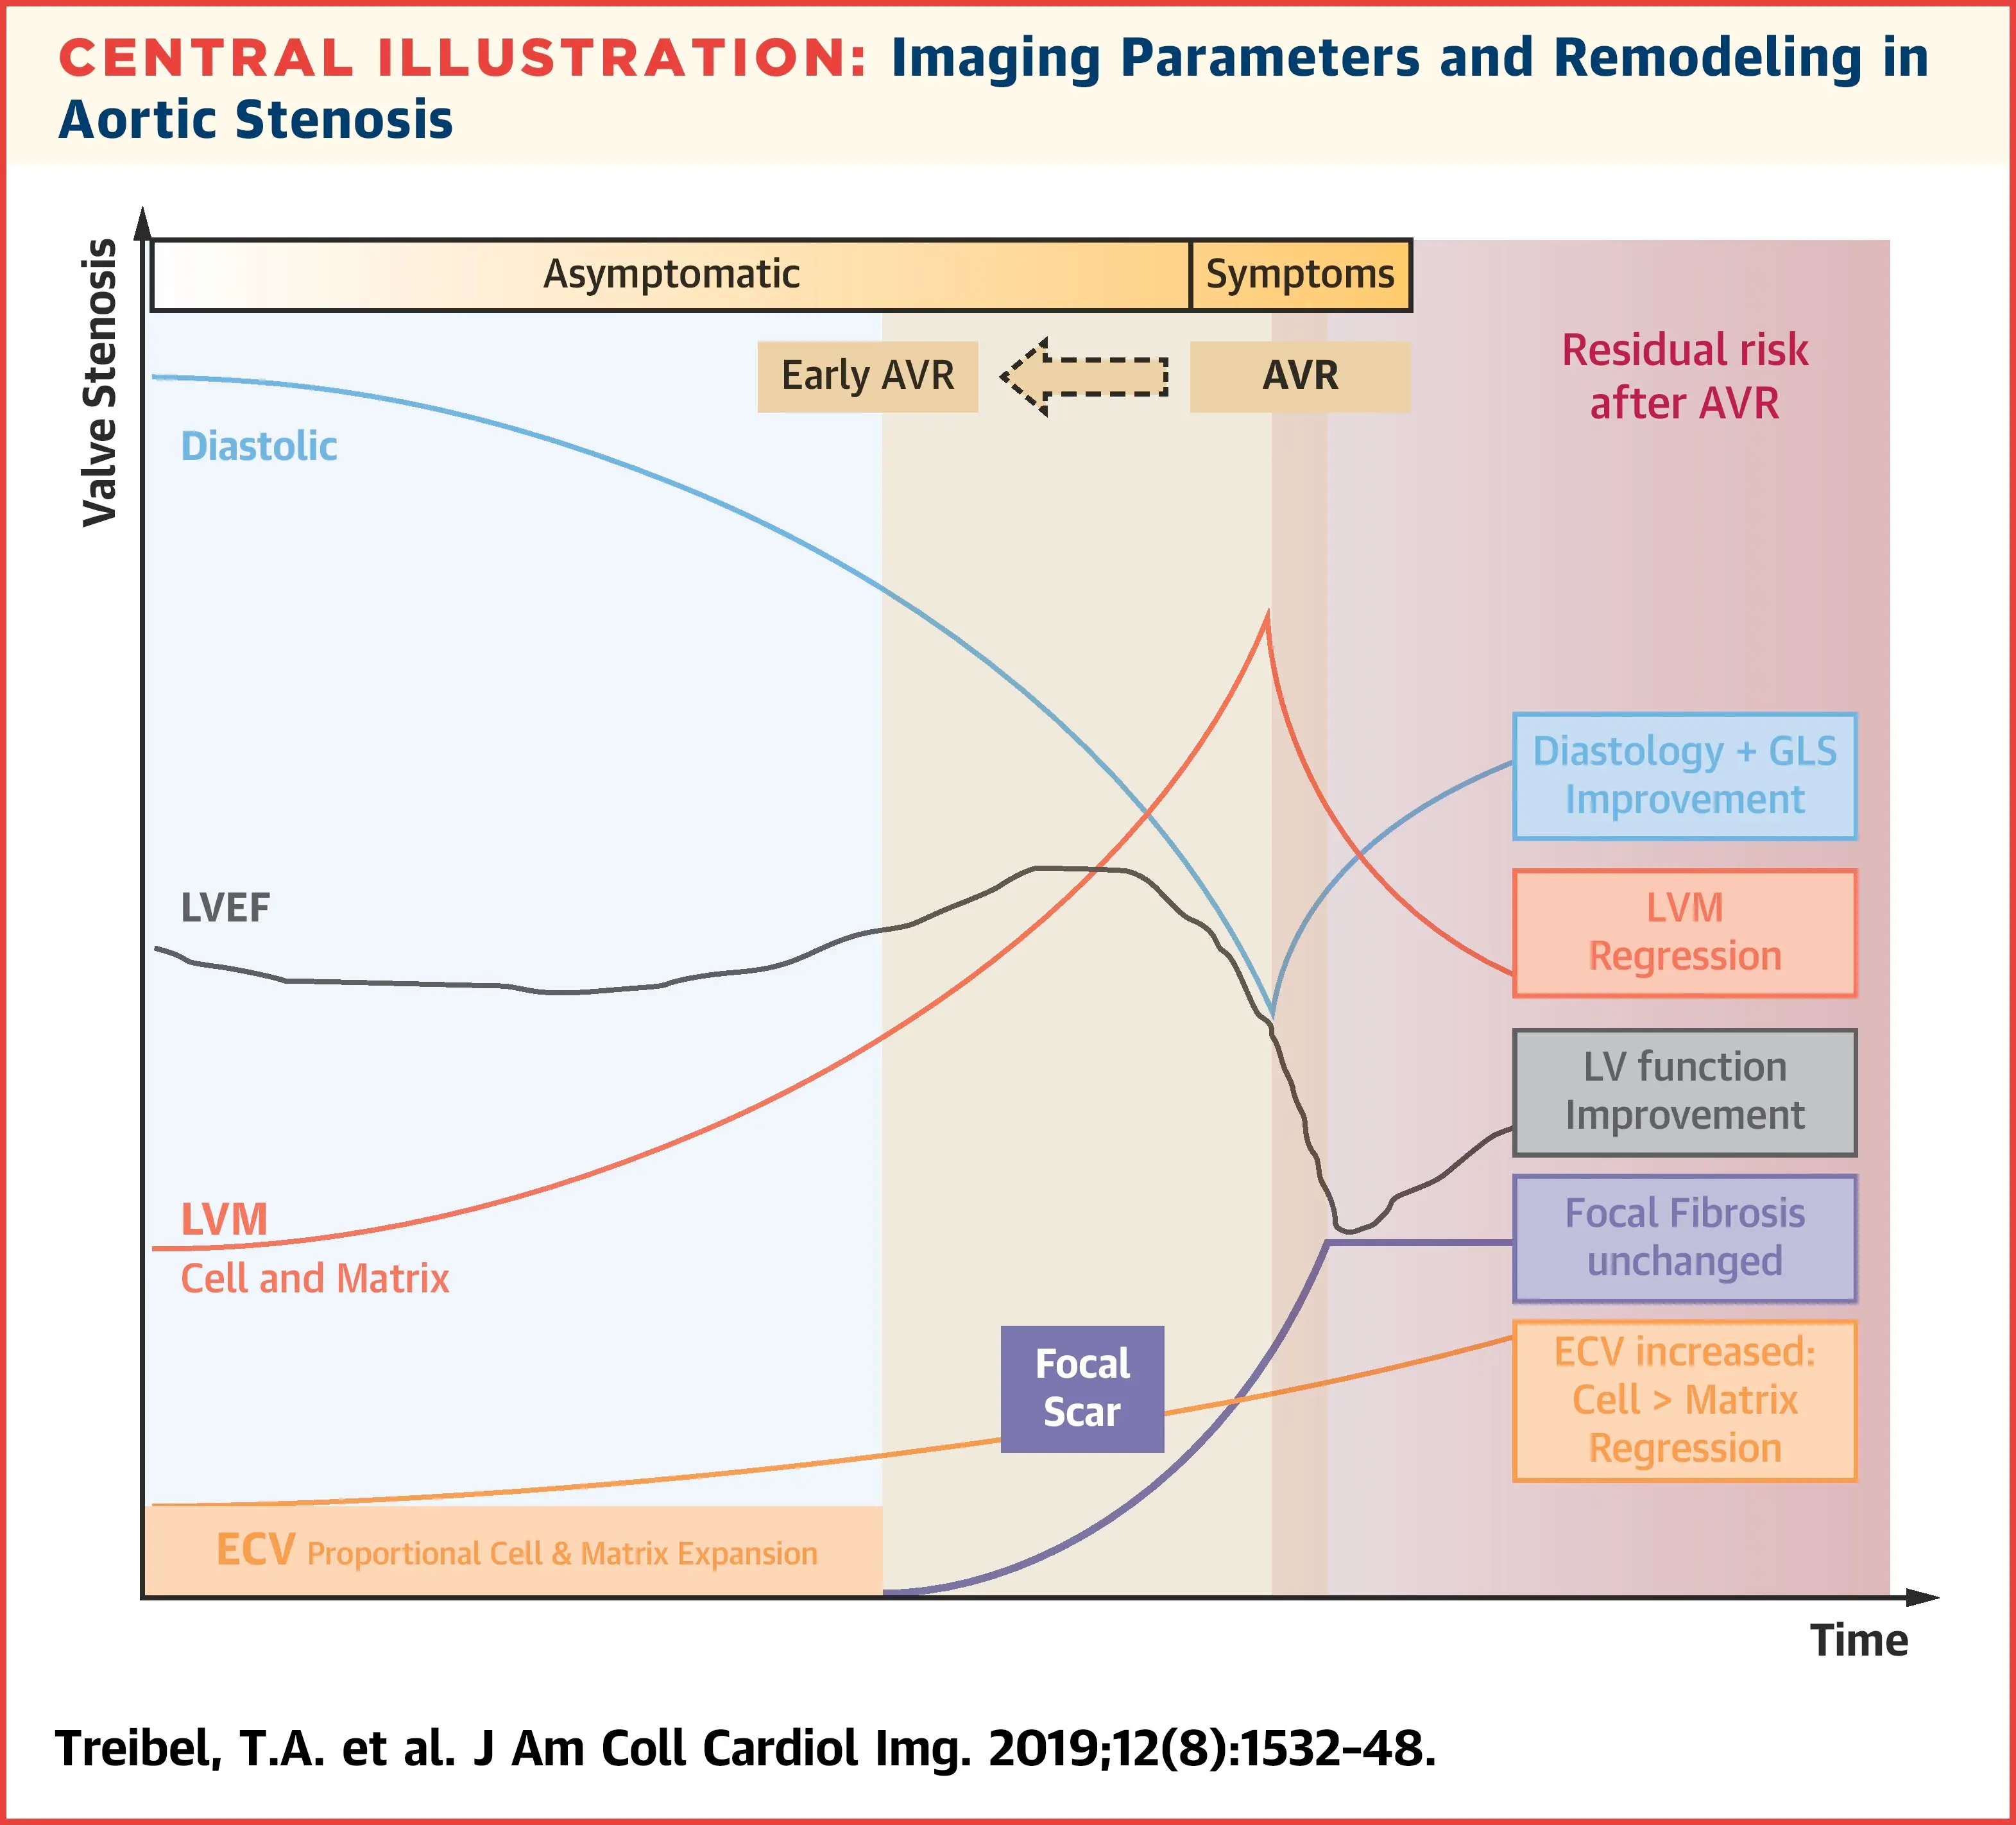 CENTRAL ILLUSTRATION: Imaging Parameters and Remodeling in
Aortic Stenosis
Valve Stenosis
Asymptomatic
Symptoms
Early AVR
AVR
Residual risk
after AVR
Diastolic
LVEF
LVM
Cell and Matrix
Focal
Scar
ECV Proportional Cell & Matrix Expansion
Diastology + GLS
Improvement
LVM
Regression
LV function
Improvement
Focal Fibrosis
unchanged
ECV increased:
Cell > Matrix
Regression
Time
Treibel, T.A. et al. J Am Coll Cardiol Img. 2019;12(8):1532–48.